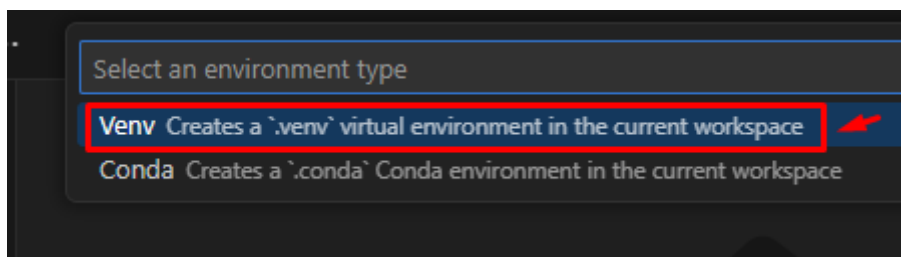 Select an environment type
Venv Creates a `.venv` virtual environment in the current workspace
Conda Creates a `.conda` Conda environment in the current workspace